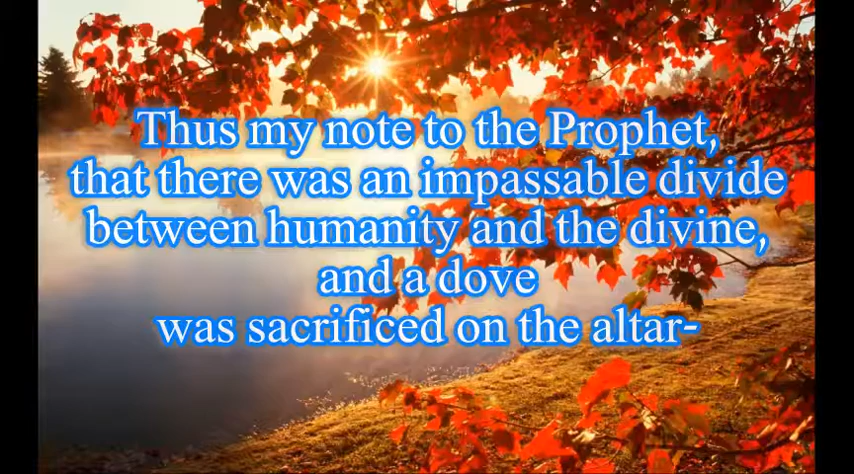 Thus my note to the Prophet,
that there was an impassable divide
between humanity and the divine,
and a dove
was sacrificed on the altar-